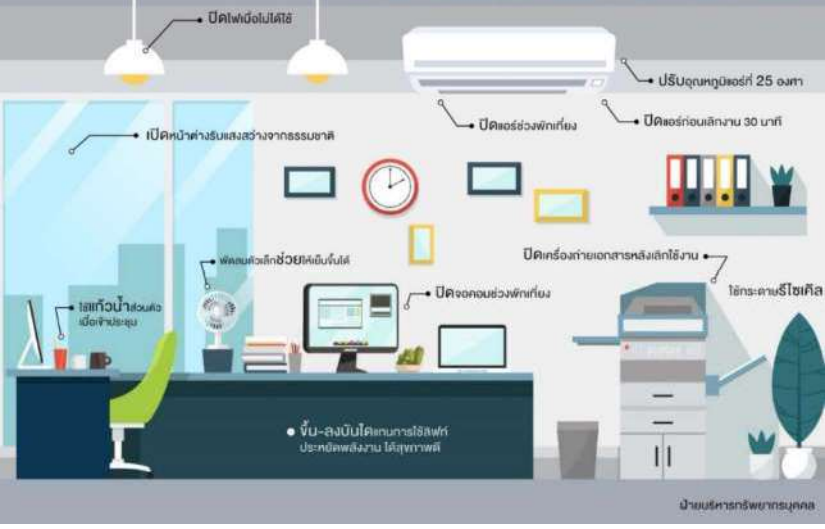 ปิดไฟเมื่อไม่ได้ใช้
ปรับอุณหภูมิแอร์ที่ 25 องศา
ปิดแอร์ช่วงพักเที่ยง
ปิดแอร์ก่อนเลิกงาน 30 นาที
เปิดหน้าต่างรับแสงสว่างจากธรรมชาติ
พัดลมตัวเล็กช่วยให้เย็นขึ้นได้
ปิดเครื่องถ่ายเอกสารหลังเลิกใช้งาน
ใช้แก้วน้ำส่วนตัว
เมื่อเข้าประชุม
ปิดจอคอมช่วงพักเที่ยง
ใช้กระดาษรีไซเคิล
ขึ้น-ลงบันไดแทนการใช้ลิฟท์
ประหยัดพลังงาน ได้สุขภาพดี
ฝ่ายบริหารทรัพยากรบุคคล